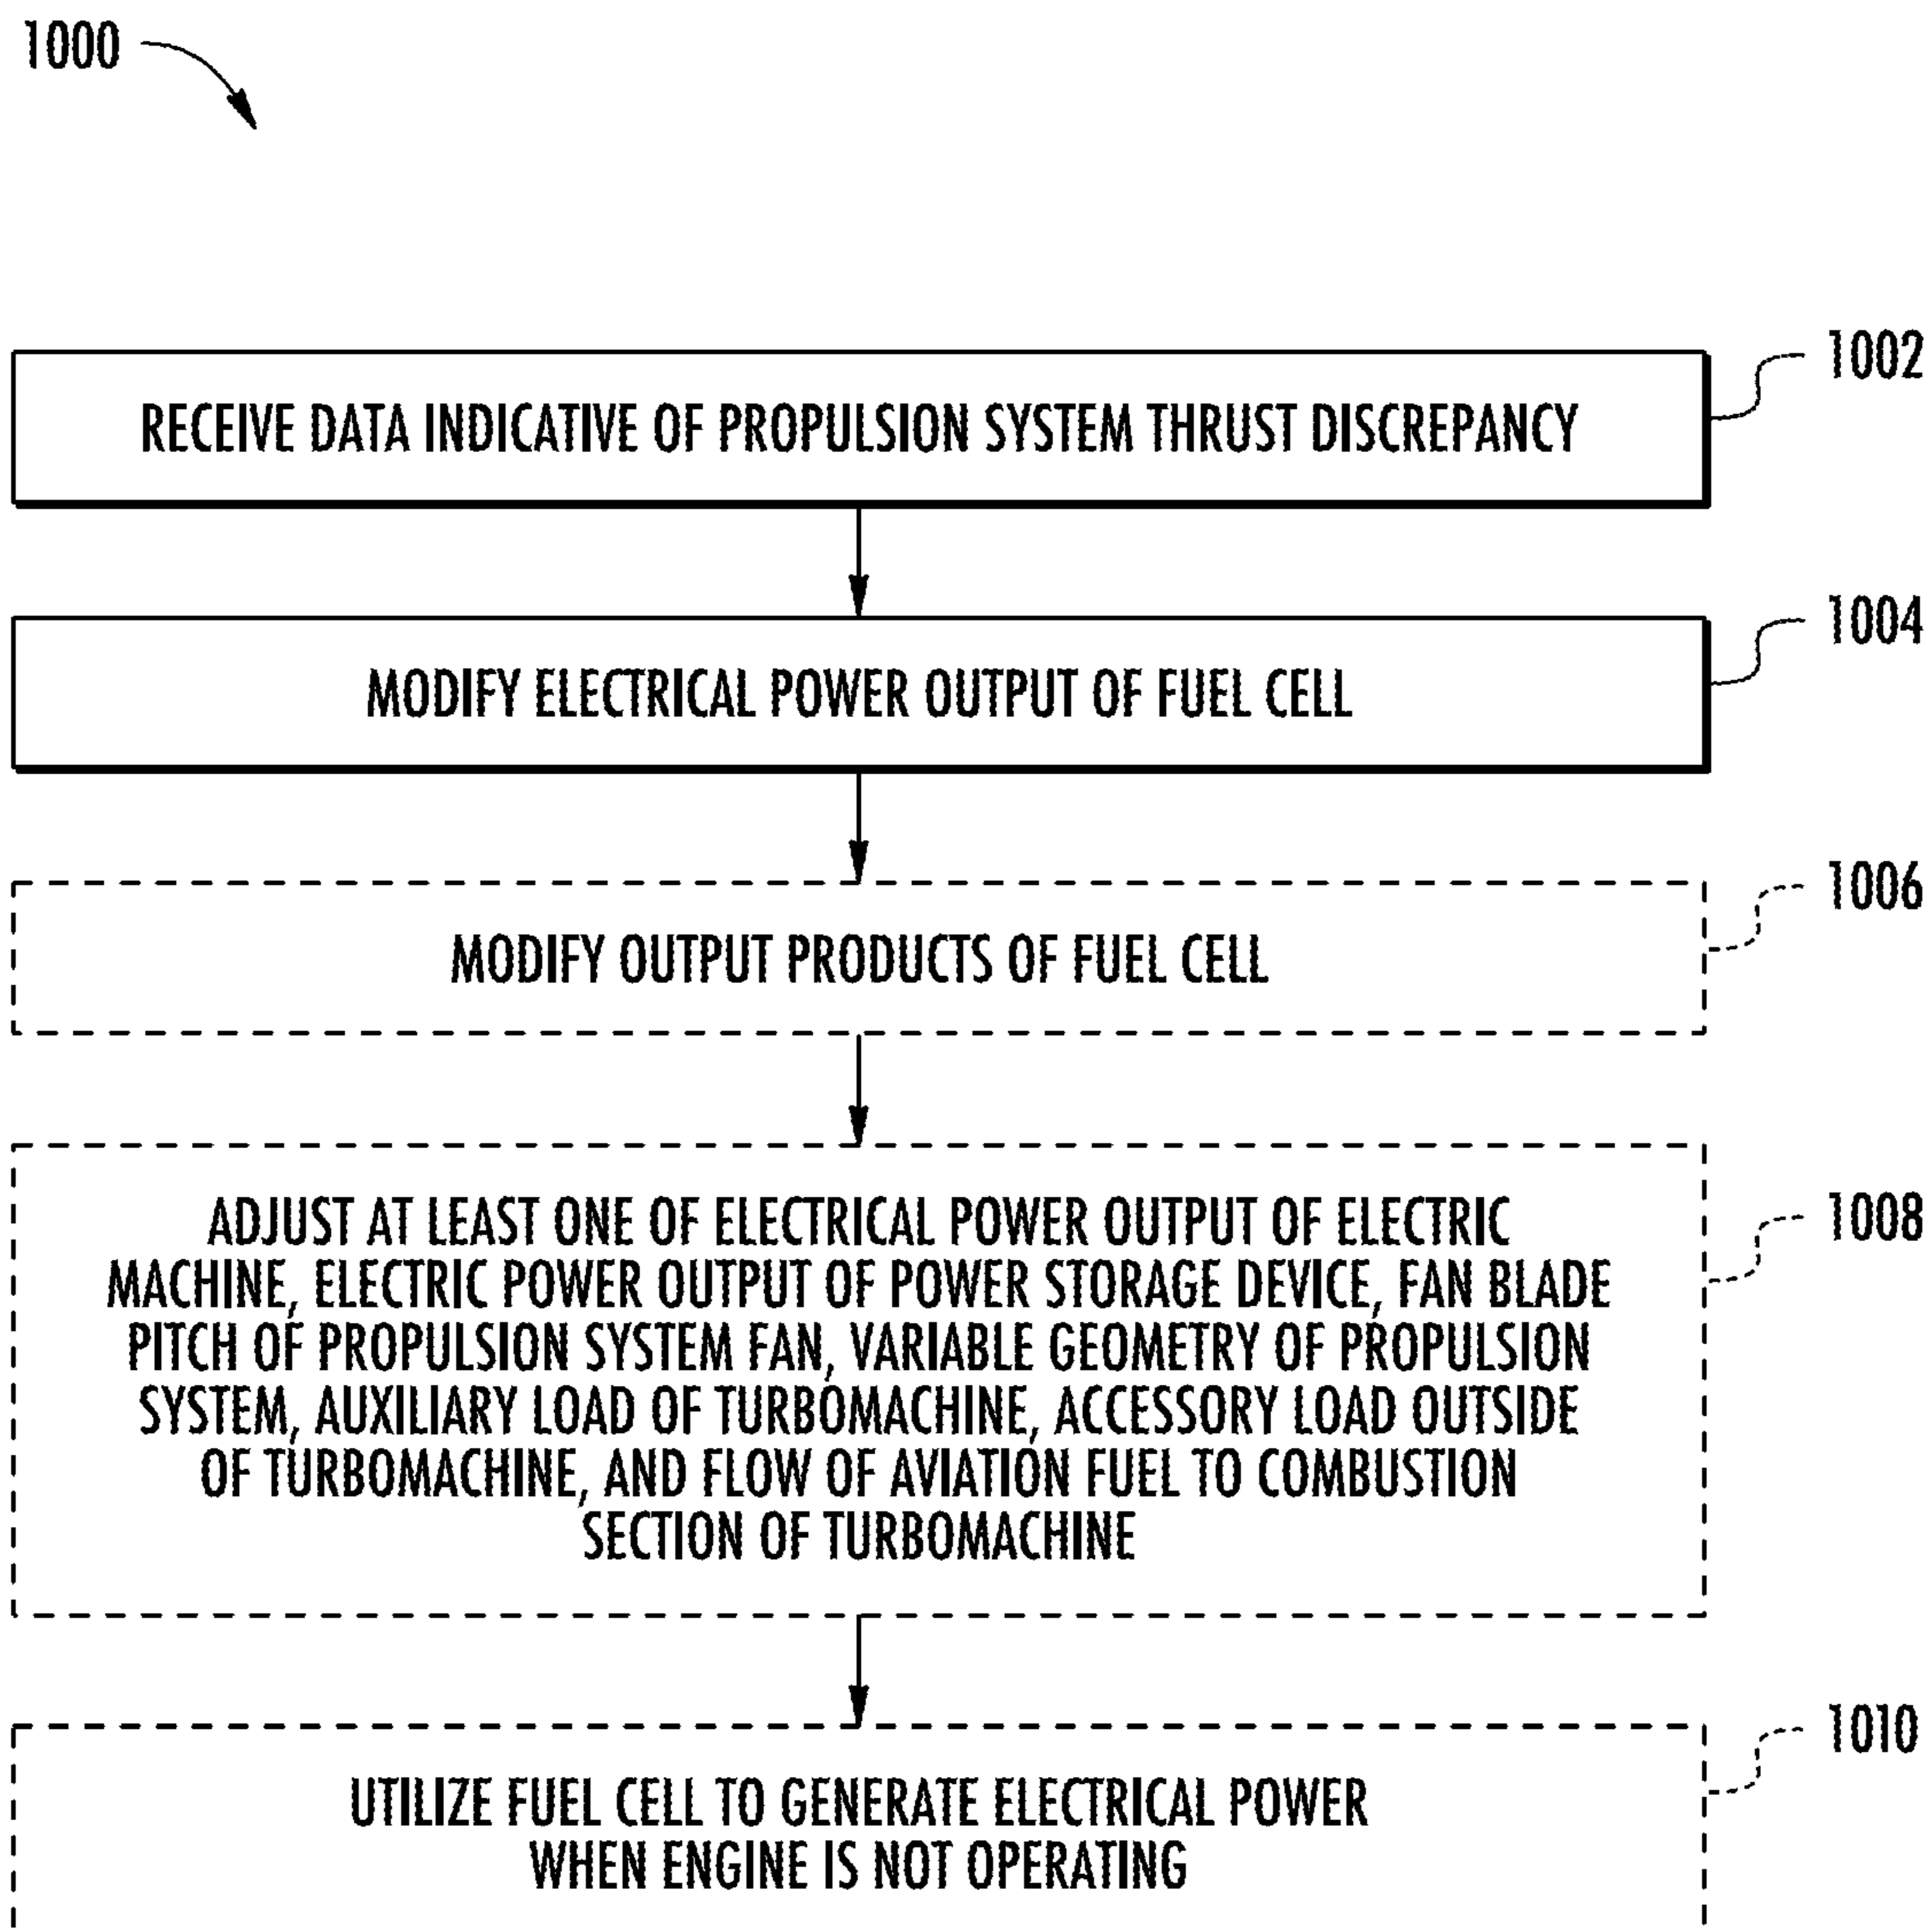 1000
RECEIVE DATA INDICATIVE OF PROPULSION SYSTEM THRUST DISCREPANCY
1002
MODIFY ELECTRICAL POWER OUTPUT OF FUEL CELL
1004
MODIFY OUTPUT PRODUCTS OF FUEL CELL
1006
ADJUST AT LEAST ONE OF ELECTRICAL POWER OUTPUT OF ELECTRIC
MACHINE, ELECTRIC POWER OUTPUT OF POWER STORAGE DEVICE, FAN BLADE
PITCH OF PROPULSION SYSTEM FAN, VARIABLE GEOMETRY OF PROPULSION
SYSTEM, AUXILIARY LOAD OF TURBOMACHINE, ACCESSORY LOAD OUTSIDE
OF TURBOMACHINE, AND FLOW OF AVIATION FUEL TO COMBUSTION
SECTION OF TURBOMACHINE
1008
UTILIZE FUEL CELL TO GENERATE ELECTRICAL POWER
WHEN ENGINE IS NOT OPERATING
1010